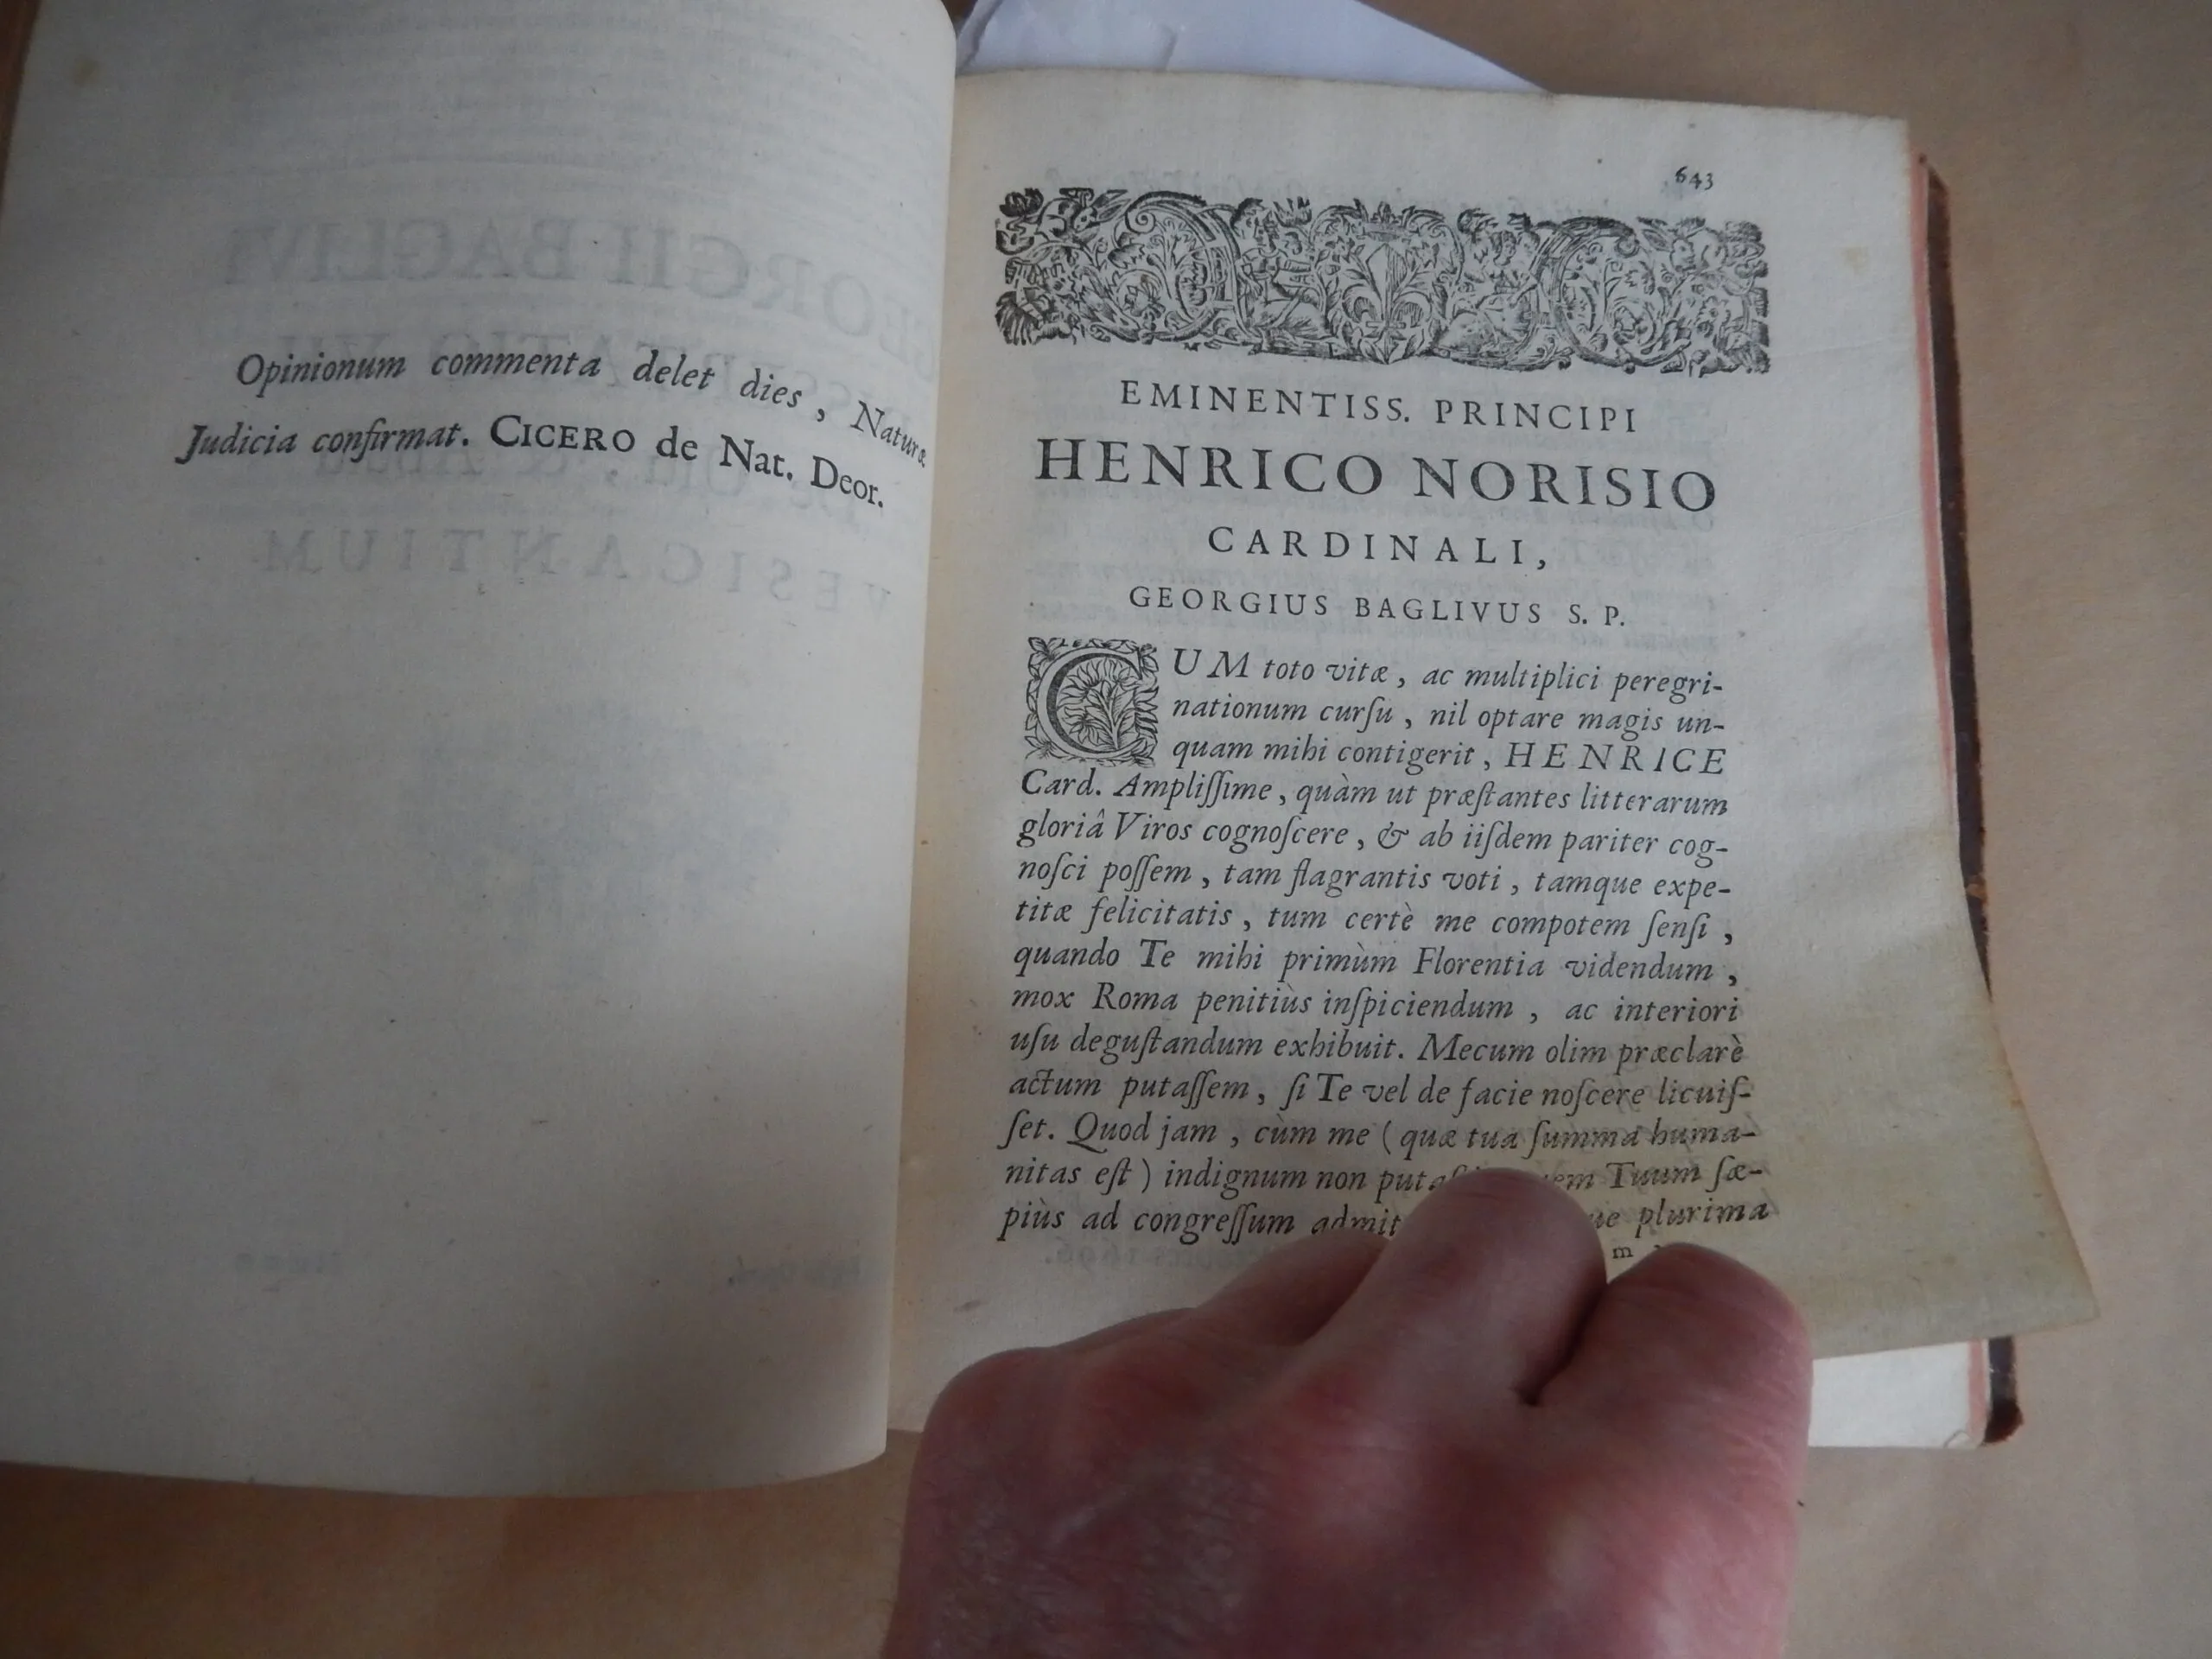 Opinionum commenta delet dies, Naturæ
Judicia confirmat. CICERO de Nat. Deor.
643
EMINENTISS. PRINCIPI
HENRICO NORISIO
CARDINALI,
GEORGIUS BAGLIVUS S. P.
CUM toto vitæ, ac multiplici peregri-
nationum curſu, nil optare magis un-
quam mihi contigerit, HENRICE
Card. Ampliſſime, quàm ut præſtantes litterarum
gloriâ Viros cognoſcere, & ab iiſdem pariter cog-
noſci poſſem, tam flagrantis voti, tamque expe-
titæ felicitatis, tum certè me compotem ſenſi,
quando Te mihi primùm Florentia videndum,
mox Roma penitiùs inſpiciendum, ac interiori
uſu deguſtandum exhibuit. Mecum olim præclarè
actum putaſſem, ſi Te vel de facie noſcere licuiſ-
ſet. Quod jam, cùm me (quæ tua ſumma huma-
nitas eſt) indignum non Tuum ſæ-
piùs ad congreſſum plurima